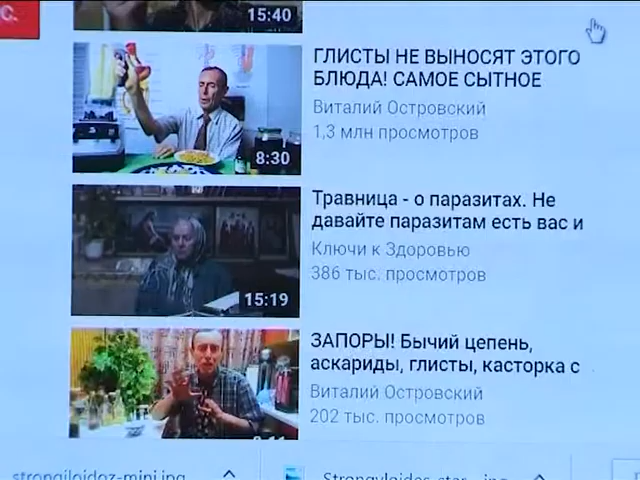 С.
15:40
ГЛИСТЫ НЕ ВЫНОСЯТ ЭТОГО
БЛЮДА! САМОЕ СЫТНОЕ
Виталий Островский
1,3 млн просмотров
8:30
Травница - о паразитах. Не
давайте паразитам есть вас и
Ключи к Здоровью
386 тыс. просмотров
15:19
ЗАПОРЫ! Бычий цепень,
аскариды, глисты, касторка с
Виталий Островский
202 тыс. просмотров
strongiloidoz-mini.jpg